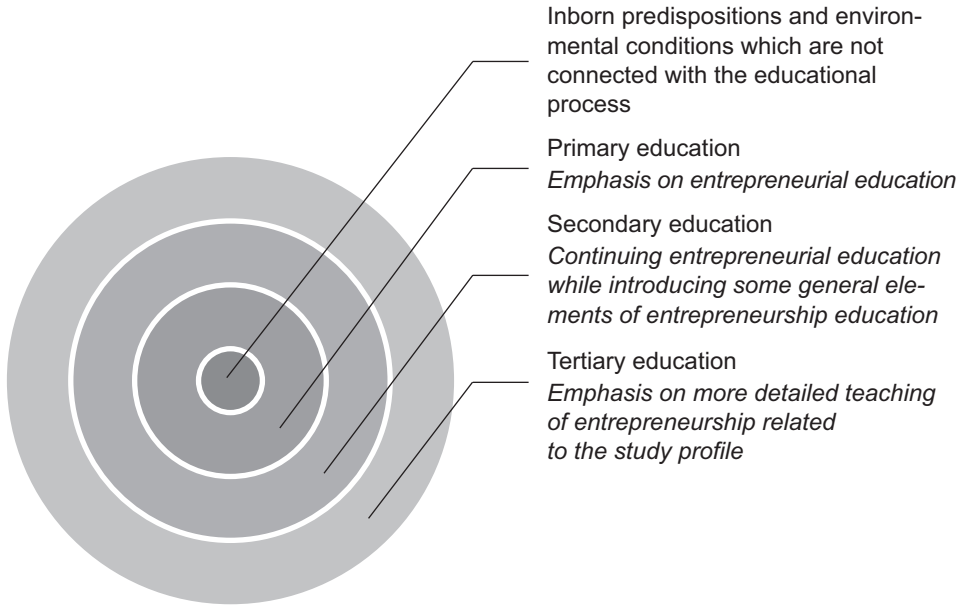 Inborn predispositions and environ-
mental conditions which are not
connected with the educational
process
Primary education
Emphasis on entrepreneurial education
Secondary education
Continuing entrepreneurial education
while introducing some general ele-
ments of entrepreneurship education
Tertiary education
Emphasis on more detailed teaching
of entrepreneurship related
to the study profile